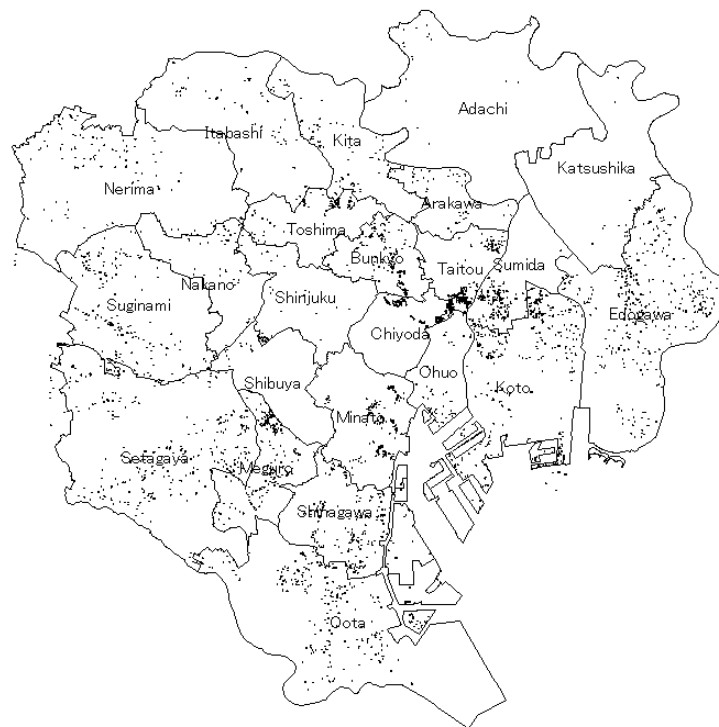 Adachi
Itabashi
Kita
Katsushika
Nerima
Arakawa
Toshima
Bunkyo
Taitou
Sumida
Nakano
Shinjuku
Suginami
Edogawa
Chiyoda
Ohuo
Shibuya
Koto
Minato
Setagaya
Meguro
Shinagawa
Oota